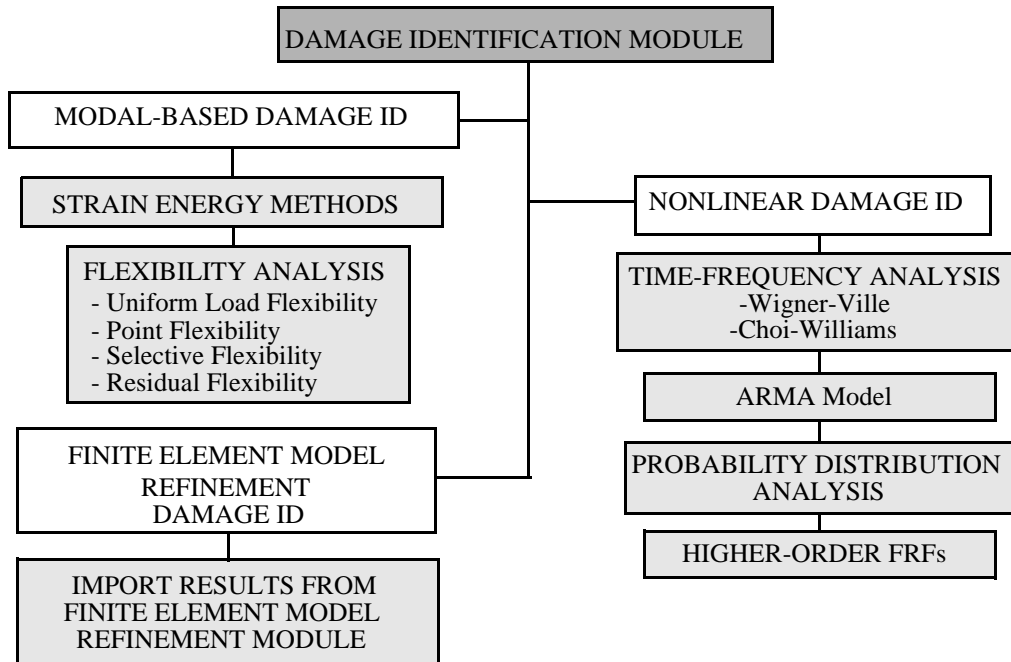 DAMAGE IDENTIFICATION MODULE
MODAL-BASED DAMAGE ID
STRAIN ENERGY METHODS
FLEXIBILITY ANALYSIS
- Uniform Load Flexibility
- Point Flexibility
- Selective Flexibility
- Residual Flexibility
FINITE ELEMENT MODEL
REFINEMENT
DAMAGE ID
IMPORT RESULTS FROM
FINITE ELEMENT MODEL
REFINEMENT MODULE
NONLINEAR DAMAGE ID
TIME-FREQUENCY ANALYSIS
-Wigner-Ville
-Choi-Williams
ARMA Model
PROBABILITY DISTRIBUTION
ANALYSIS
HIGHER-ORDER FRFs